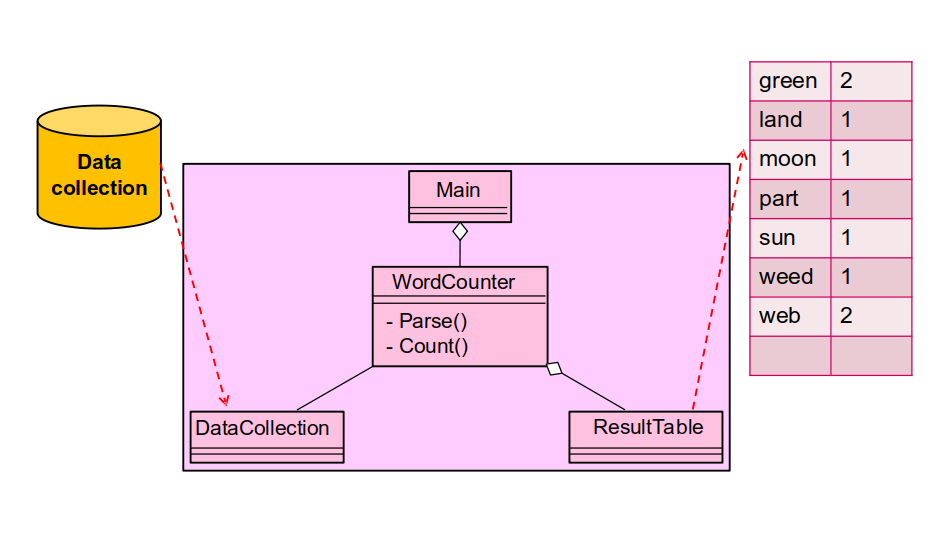 Data
collection
Main
WordCounter
- Parse()
- Count()
DataCollection
ResultTable
green 2
land 1
moon 1
part 1
sun 1
weed 1
web 2